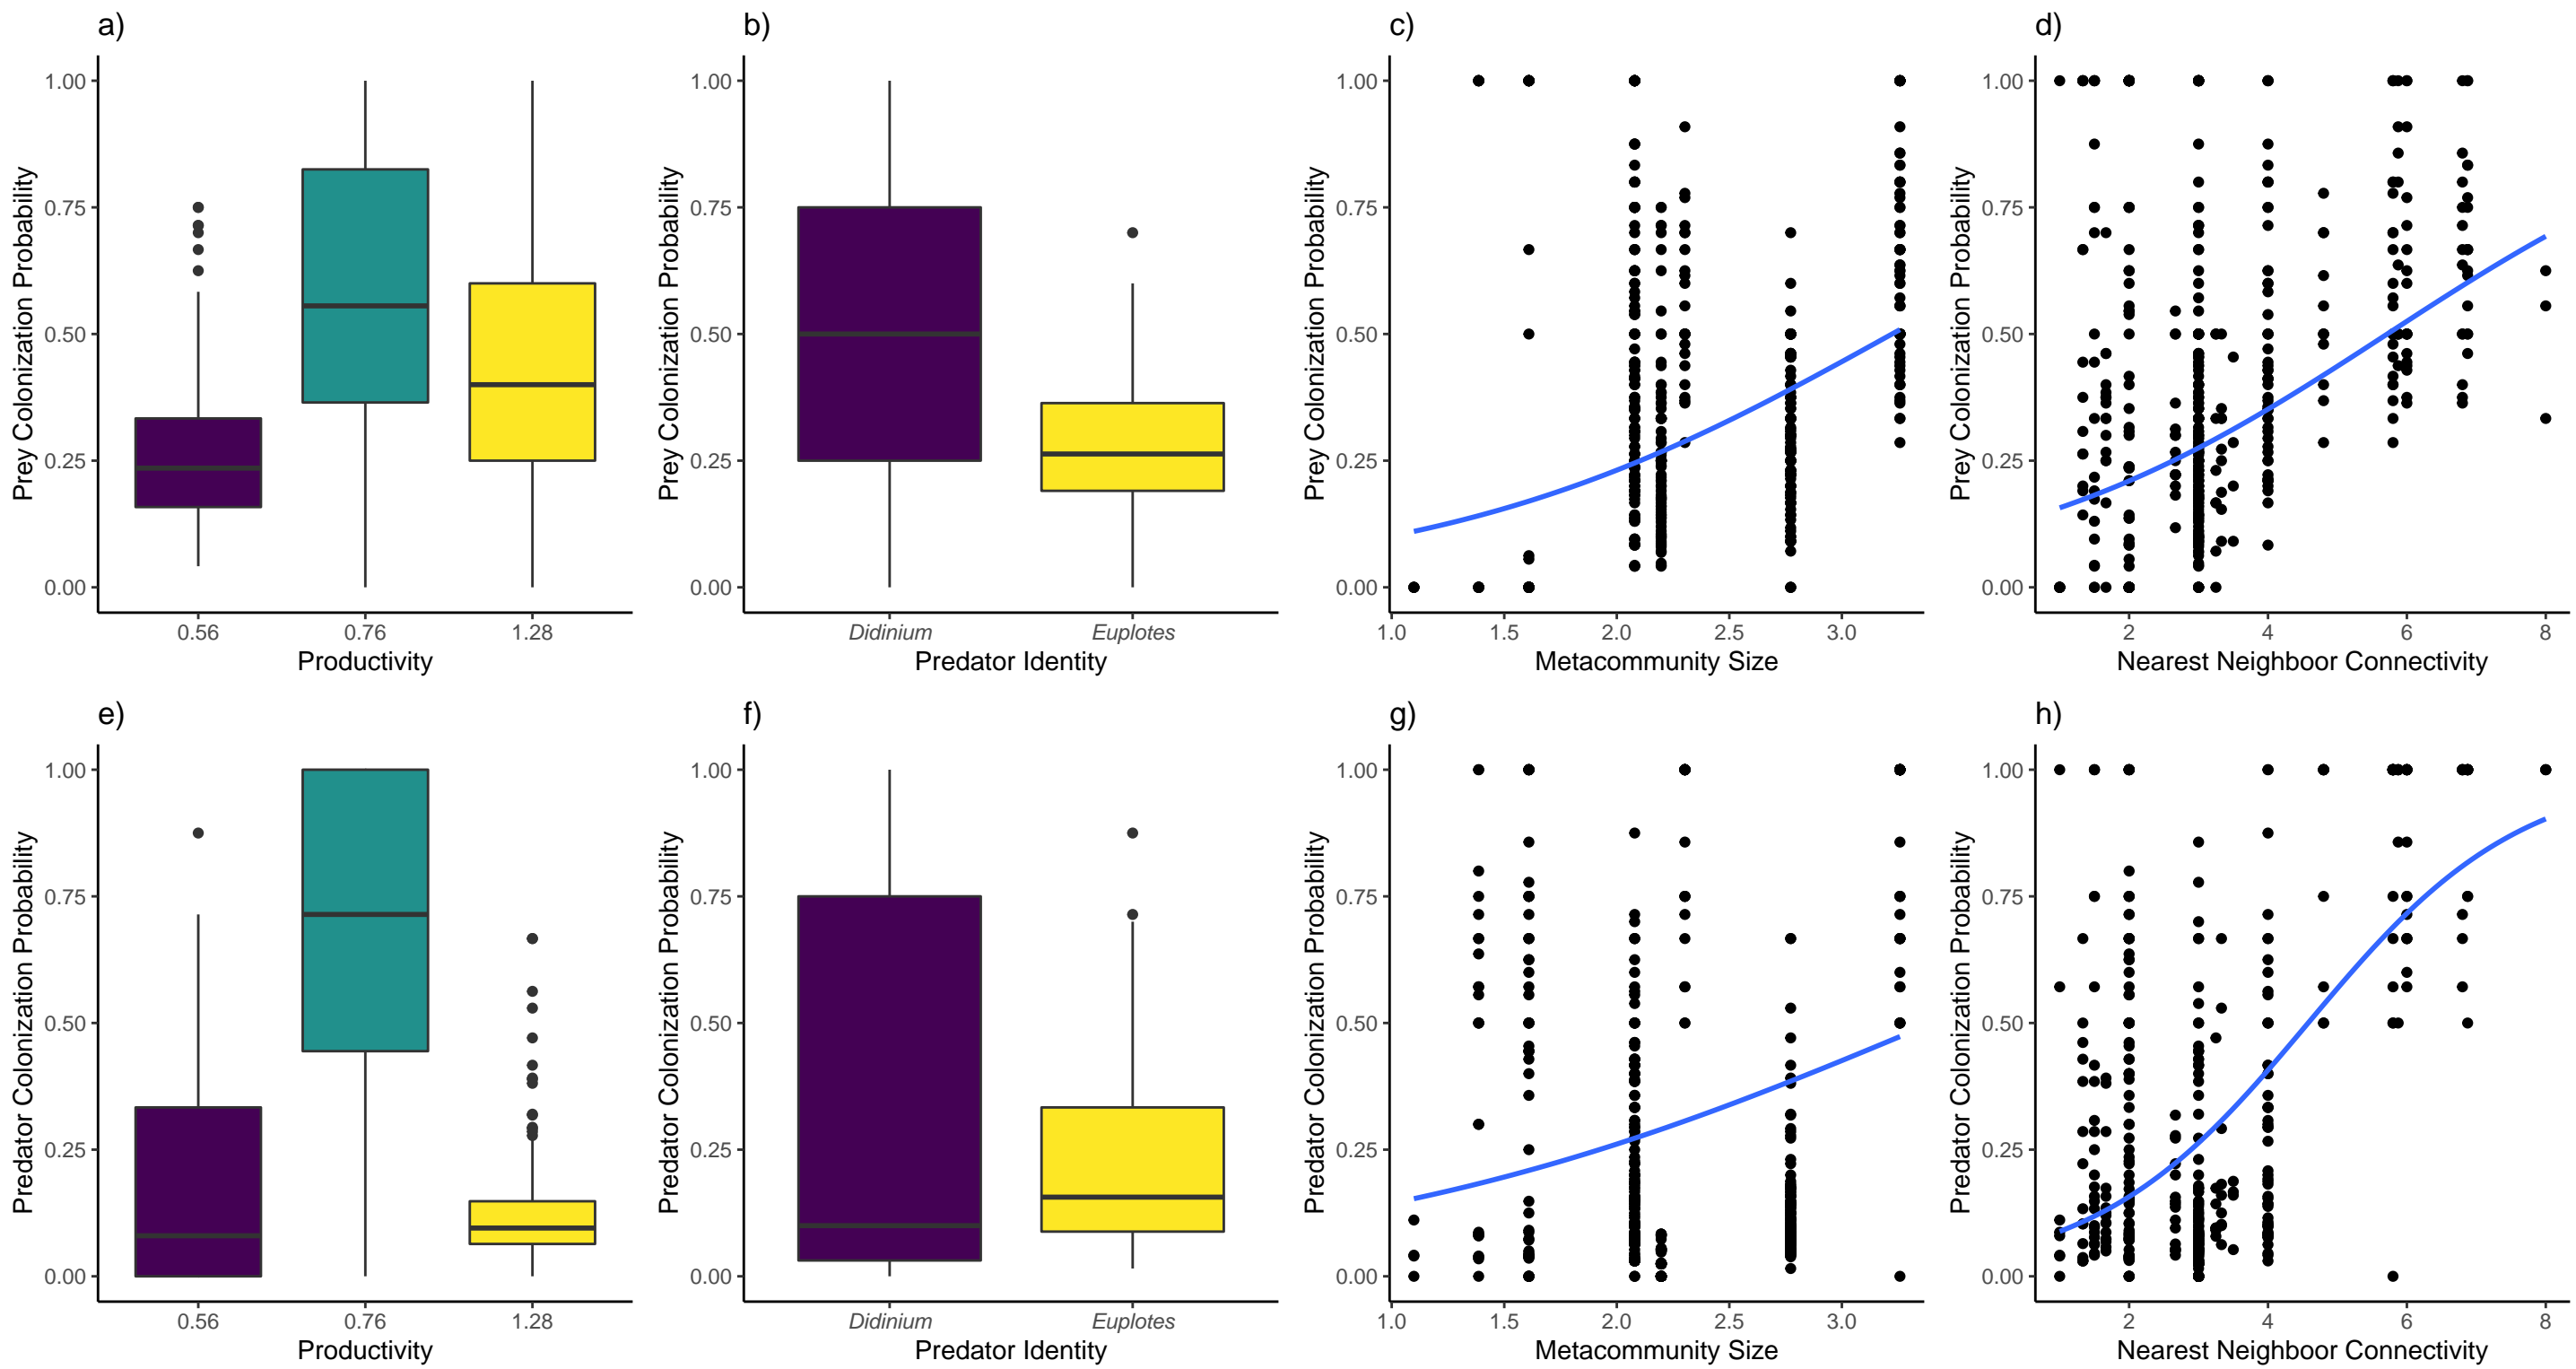 a)
Prey Colonization Probability
1.00
0.75
0.50
0.25
0.00
0.56 0.76 1.28
Productivity
b)
Prey Colonization Probability
1.00
0.75
0.50
0.25
0.00
Didinium Euplotes
Predator Identity
c)
Prey Colonization Probability
1.00
0.75
0.50
0.25
0.00
1.0 1.5 2.0 2.5 3.0
Metacommunity Size
d)
Prey Colonization Probability
1.00
0.75
0.50
0.25
0.00
2 4 6 8
Nearest Neighboor Connectivity
e)
Predator Colonization Probability
1.00
0.75
0.50
0.25
0.00
0.56 0.76 1.28
Productivity
f)
Predator Colonization Probability
1.00
0.75
0.50
0.25
0.00
Didinium Euplotes
Predator Identity
g)
Predator Colonization Probability
1.00
0.75
0.50
0.25
0.00
1.0 1.5 2.0 2.5 3.0
Metacommunity Size
h)
Predator Colonization Probability
1.00
0.75
0.50
0.25
0.00
2 4 6 8
Nearest Neighboor Connectivity